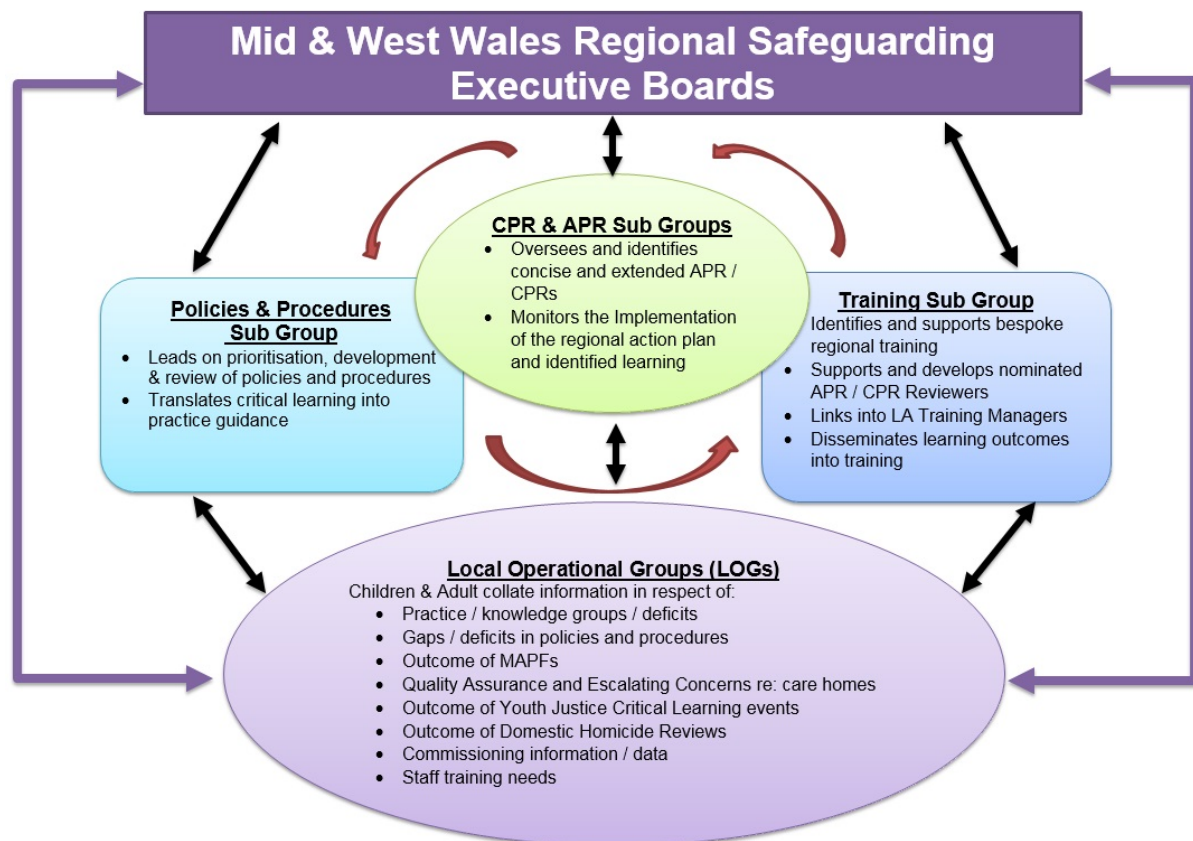 Mid & West Wales Regional Safeguarding
Executive Boards
CPR & APR Sub Groups
• Oversees and identifies
concise and extended APR /
CPRs
• Monitors the Implementation
of the regional action plan
and identified learning
Policies & Procedures
Sub Group
• Leads on prioritisation, development
& review of policies and procedures
• Translates critical learning into
practice guidance
Training Sub Group
Identifies and supports bespoke
regional training
• Supports and develops nominated
APR / CPR Reviewers
• Links into LA Training Managers
• Disseminates learning outcomes
into training
Local Operational Groups (LOGs)
Children & Adult collate information in respect of:
• Practice / knowledge groups / deficits
• Gaps / deficits in policies and procedures
• Outcome of MAPFs
• Quality Assurance and Escalating Concerns re: care homes
• Outcome of Youth Justice Critical Learning events
• Outcome of Domestic Homicide Reviews
• Commissioning information / data
• Staff training needs